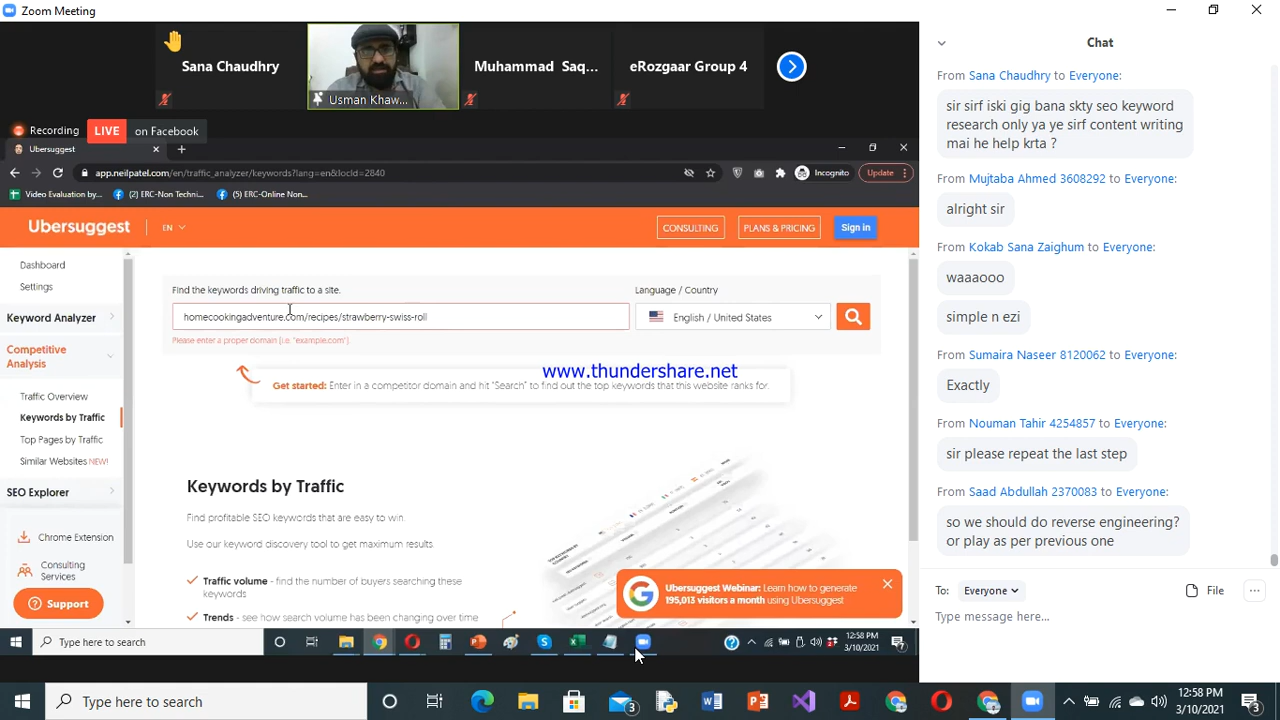 Zoom Meeting
Sana Chaudhry
Usman Khaw...
Muhammad Saq...
eRozgaar Group 4
Recording
LIVE
on Facebook
Ubersuggest
app.neilpatel.com/en/traffic_analyzer/keywords?lang=en&locId=2840
Incognito
Update
Video Evaluation by...
(2) ERC-Non Techni...
(5) ERC-Online Non...
Ubersuggest
EN
CONSULTING
PLANS & PRICING
Sign in
Dashboard
Settings
Keyword Analyzer
Competitive
Analysis
Traffic Overview
Keywords by Traffic
Top Pages by Traffic
Similar Websites NEW!
SEO Explorer
Chrome Extension
Consulting
Services
Support
Find the keywords driving traffic to a site.
Language / Country
homecookingadventure.com/recipes/strawberry-swiss-roll
English / United States
Please enter a proper domain (i.e. "example.com").
www.thundershare.net
Get started: Enter in a competitor domain and hit "Search" to find out the top keywords that this website ranks for.
Keywords by Traffic
Find profitable SEO keywords that are easy to win.
Use our keyword discovery tool to get maximum results.
Traffic volume - find the number of buyers searching these
keywords
Trends - see how search volume has been changing over time
Ubersuggest Webinar: Learn how to generate
195,013 visitors a month using Ubersuggest
Type here to search
12:58 PM
3/10/2021
7
Chat
From Sana Chaudhry to Everyone:
sir sirf iski gig bana skty seo keyword
research only ya ye sirf content writing
mai he help krta ?
From Mujtaba Ahmed 3608292 to Everyone:
alright sir
From Kokab Sana Zaighum to Everyone:
waaaooo
simple n ezi
From Sumaira Naseer 8120062 to Everyone:
Exactly
From Nouman Tahir 4254857 to Everyone:
sir please repeat the last step
From Saad Abdullah 2370083 to Everyone:
so we should do reverse engineering?
or play as per previous one
To: Everyone
File
Type message here...
Type here to search
3
12:58 PM
3/10/2021
3